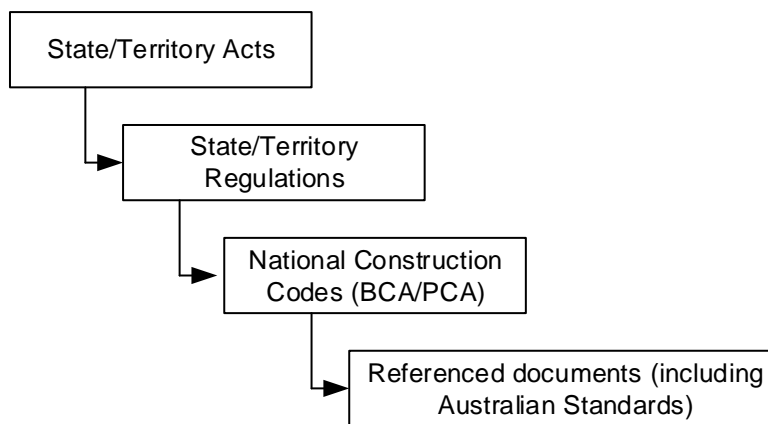 State/Territory Acts
State/Territory
Regulations
National Construction
Codes (BCA/PCA)
Referenced documents (including
Australian Standards)